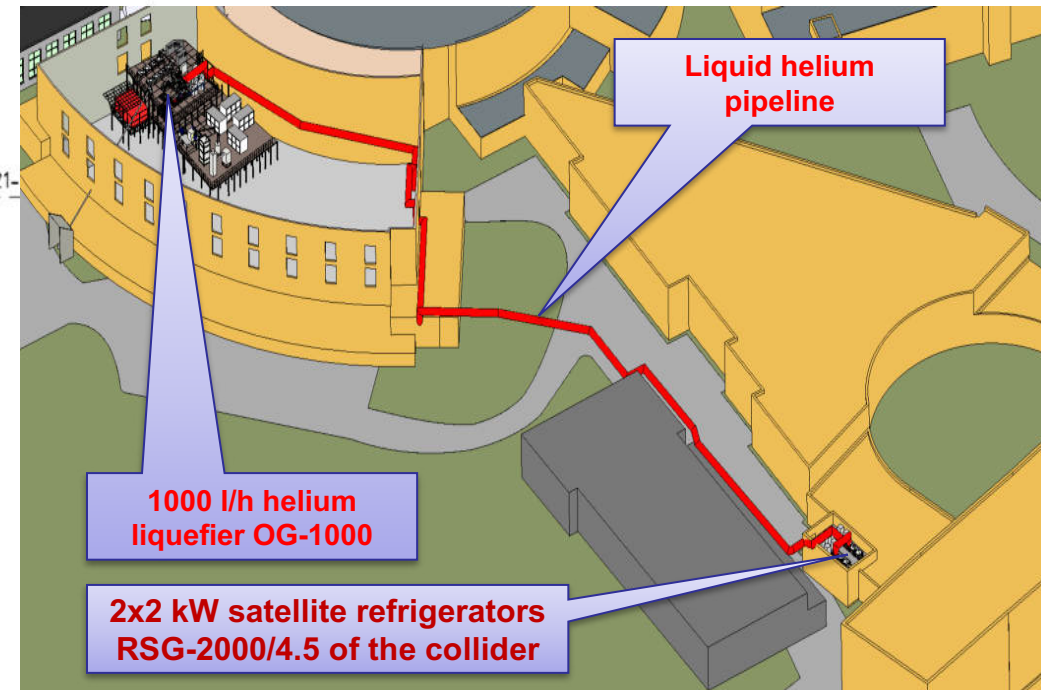 Liquid helium
pipeline
21-
1000 l/h helium
liquefier OG-1000
2x2 kW satellite refrigerators
RSG-2000/4.5 of the collider